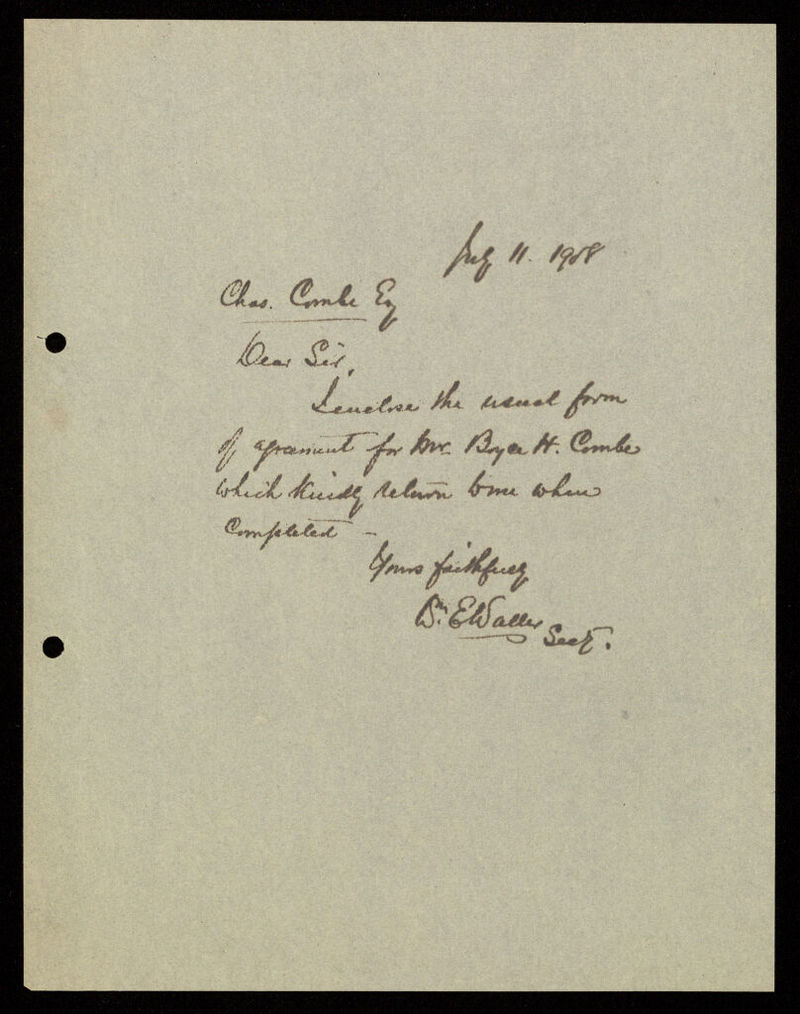 July 11. 1908
Chas. Combe Esq
Dear Sir,
I enclose the usual form
of agreement for Mr. Boyce H. Combe
which kindly return to me when
completed —
Yours faithfully
E Waller
Secty.